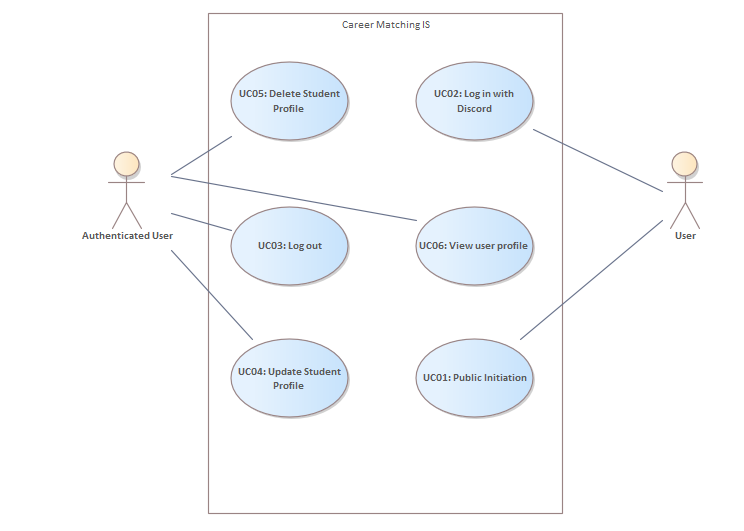 Career Matching IS
UC05: Delete Student
Profile
UC02: Log in with
Discord
Authenticated User
User
UC03: Log out
UC06: View user profile
UC04: Update Student
Profile
UC01: Public Initiation